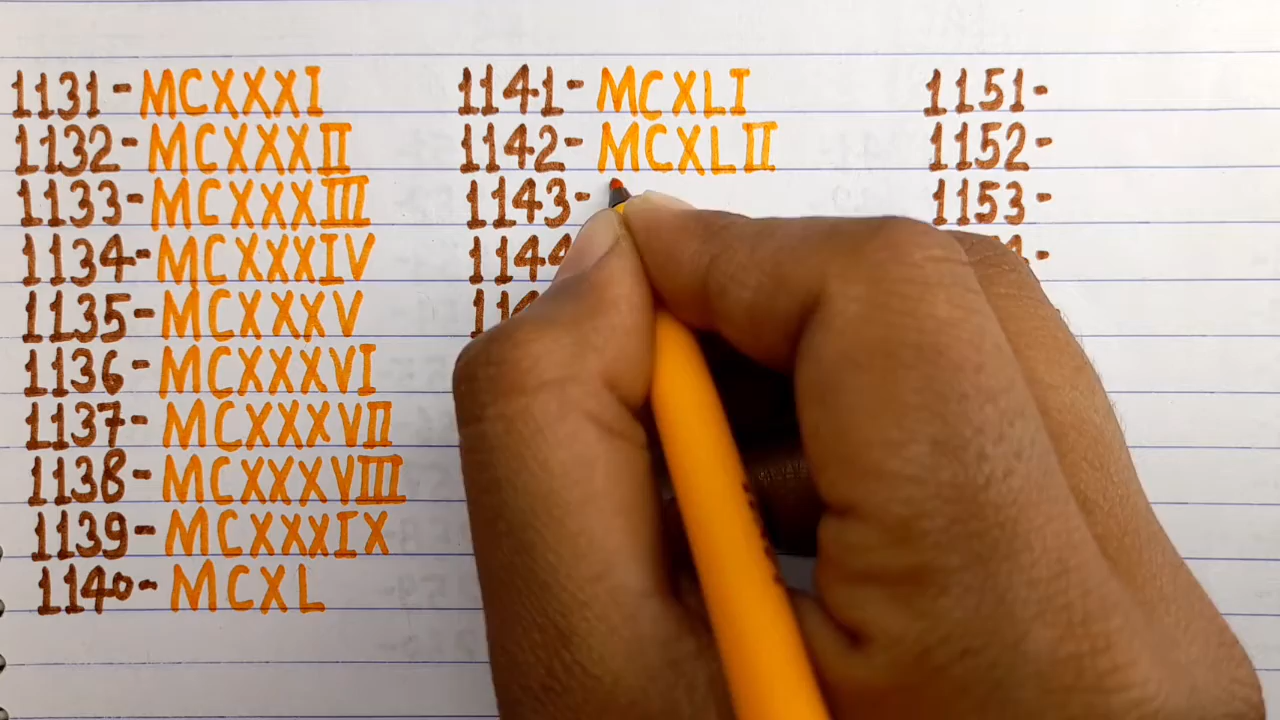 1131-MCXXXI
1132-MCXXXII
1133-MCXXXIII
1134-MCXXXIV
1135-MCXXXV
1136-MCXXXVI
1137-MCXXXVII
1138-MCXXXVIII
1139-MCXXXIX
1140-MCXL
1141-MCXLI
1142-MCXLII
1143-
1151-
1152-
1153-